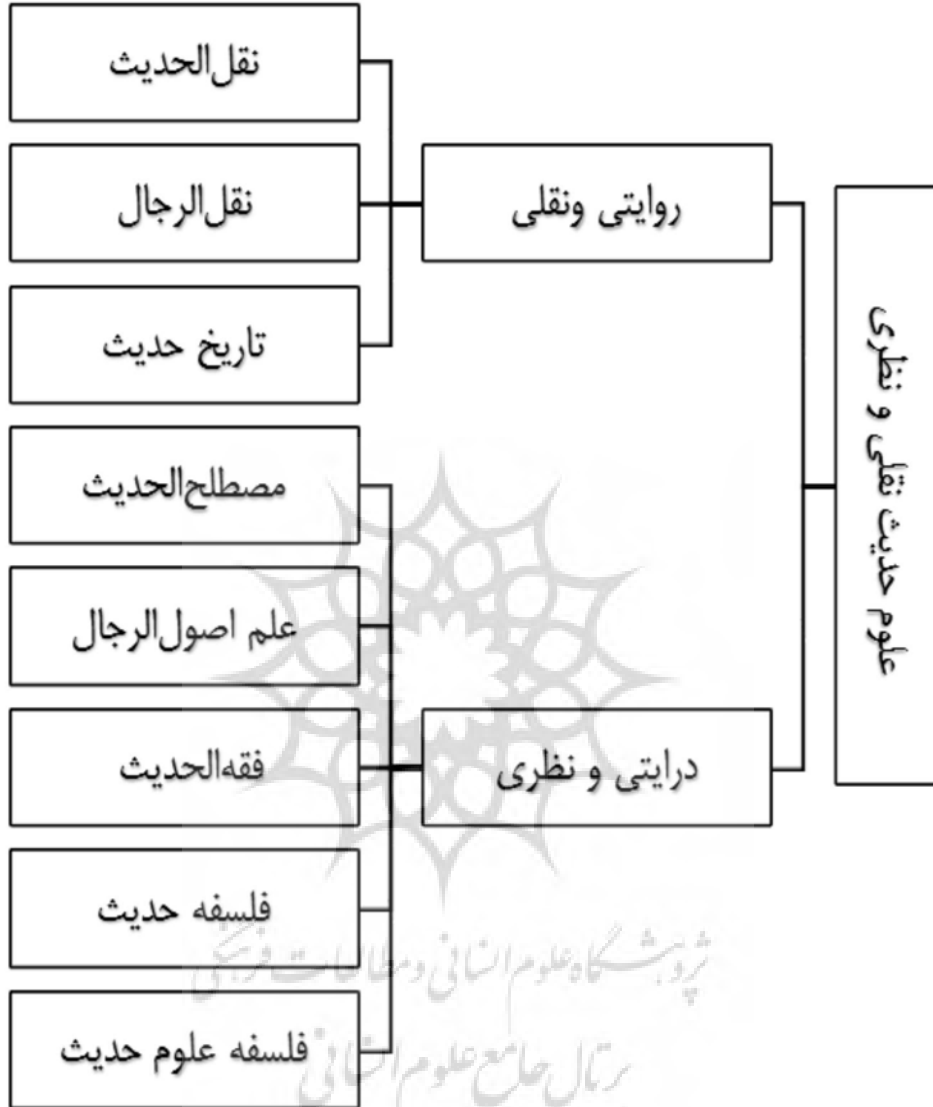 علوم حدیث نقلی و نظری
روایتی ونقلی
نقل‌الحدیث
نقل‌الرجال
تاریخ حدیث
درایتی و نظری
مصطلح‌الحدیث
علم اصول‌الرجال
فقه‌الحدیث
فلسفه حدیث
فلسفه علوم حدیث
پژوهشگاه علوم انسانی و مطالعات فرهنگی
پرتال جامع علوم انسانی